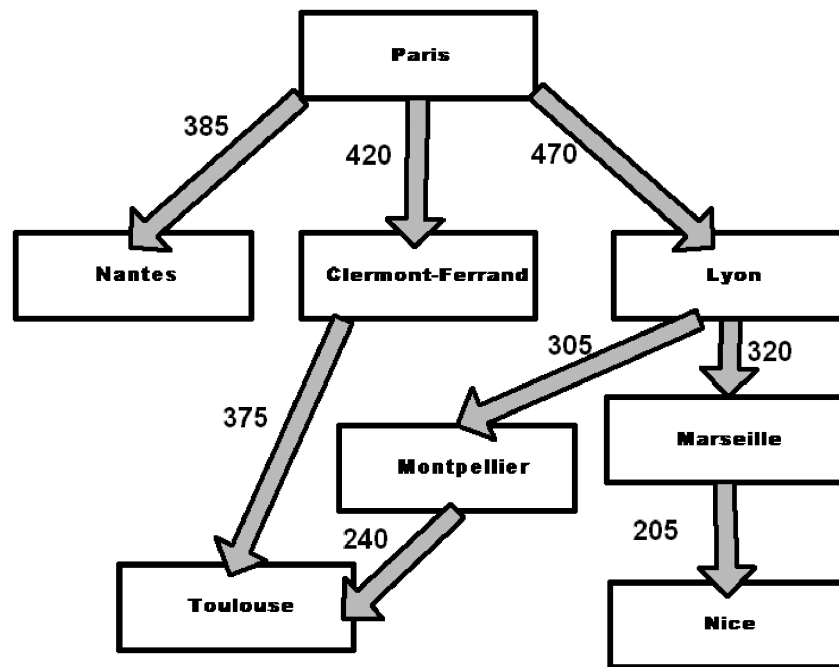 Paris
385
420
470
Nantes
Clermont-Ferrand
Lyon
305
320
375
Montpellier
Marseille
240
205
Toulouse
Nice